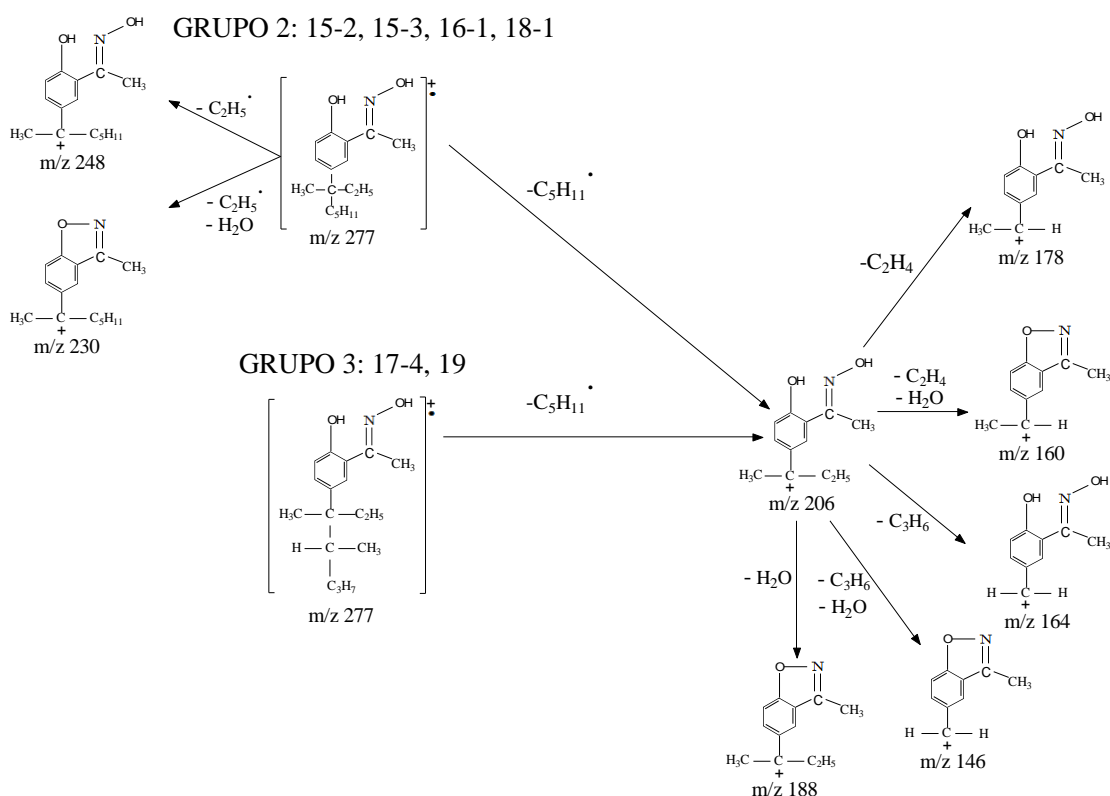 GRUPO 2: 15-2, 15-3, 16-1, 18-1
OH
N
OH
C
CH3
H3C
C
C5H11
+
m/z 248
- C2H5•
- C2H5•
- H2O
O
N
C
CH3
H3C
C
C5H11
+
m/z 230
+•
OH
N
OH
C
CH3
H3C
C
C2H5
C5H11
m/z 277
-C5H11•
GRUPO 3: 17-4, 19
+•
OH
N
OH
C
CH3
H3C
C
C2H5
H
C
CH3
C3H7
m/z 277
-C5H11•
OH
N
OH
C
CH3
H3C
C
C2H5
+
m/z 206
-C2H4
OH
N
OH
C
CH3
H3C
C
H
+
m/z 178
- C2H4
- H2O
O
N
C
CH3
H3C
C
H
+
m/z 160
- C3H6
OH
N
OH
C
CH3
H
C
H
+
m/z 164
- C3H6
- H2O
O
N
C
CH3
H
C
H
+
m/z 146
- H2O
O
N
C
CH3
H3C
C
C2H5
+
m/z 188